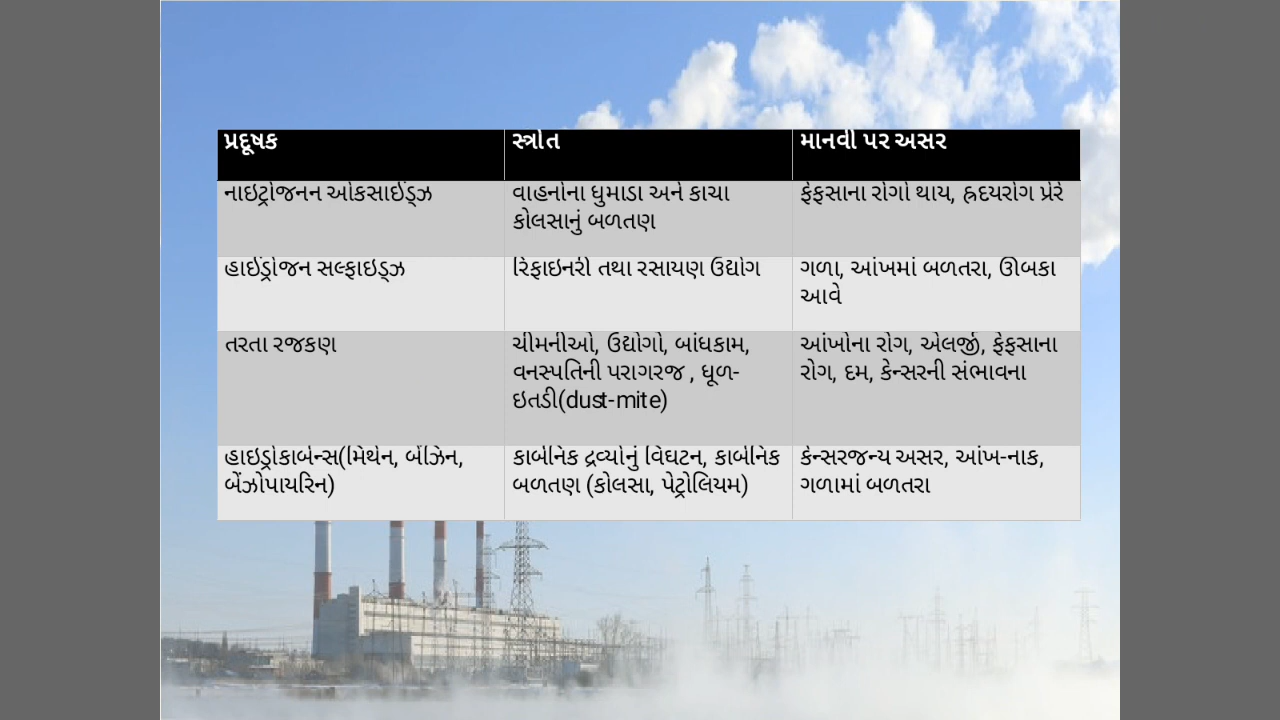 પ્રદૂષક
સ્ત્રોત
માનવી પર અસર
નાઇટ્રોજનન ઓકસાઈડ્ઝ
વાહનોના ધુમાડા અને કાચા
કોલસાનું બળતણ
ફેફસાના રોગો થાય, હ્રદયરોગ પ્રેરે
હાઈડ્રોજન સલ્ફાઇડ્ઝ
રિફાઇનરી તથા રસાયણ ઉદ્યોગ
ગળા, આંખમાં બળતરા, ઊબકા
આવે
તરતા રજકણ
ચીમનીઓ, ઉદ્યોગો, બાંધકામ,
વનસ્પતિની પરાગરજ , ધૂળ-
ઇતડી(dust-mite)
આંખોના રોગ, એલર્જી, ફેફસાના
રોગ, દમ, કેન્સરની સંભાવના
હાઇડ્રોકાર્બન્સ(મિથેન, બેંઝિન,
બેંઝોપાયરિન)
કાર્બનિક દ્રવ્યોનું વિઘટન, કાર્બનિક
બળતણ (કોલસા, પેટ્રોલિયમ)
કેન્સરજન્ય અસર, આંખ-નાક,
ગળામાં બળતરા